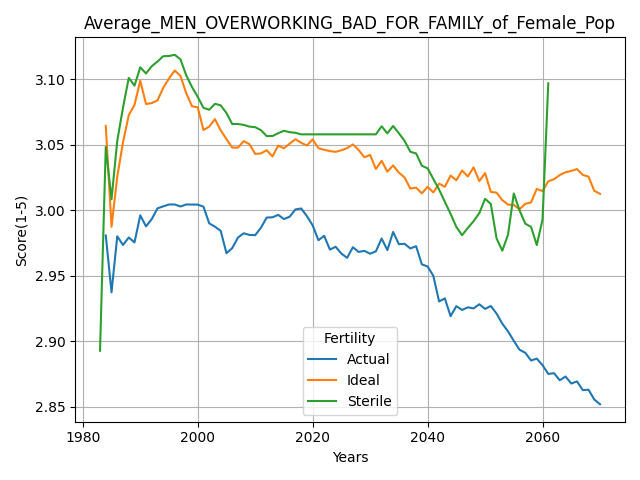 Average_MEN_OVERWORKING_BAD_FOR_FAMILY_of_Female_Pop
Score(1-5)
3.10
3.05
3.00
2.95
2.90
2.85
Fertility
Actual
Ideal
Sterile
1980
2000
2020
2040
2060
Years